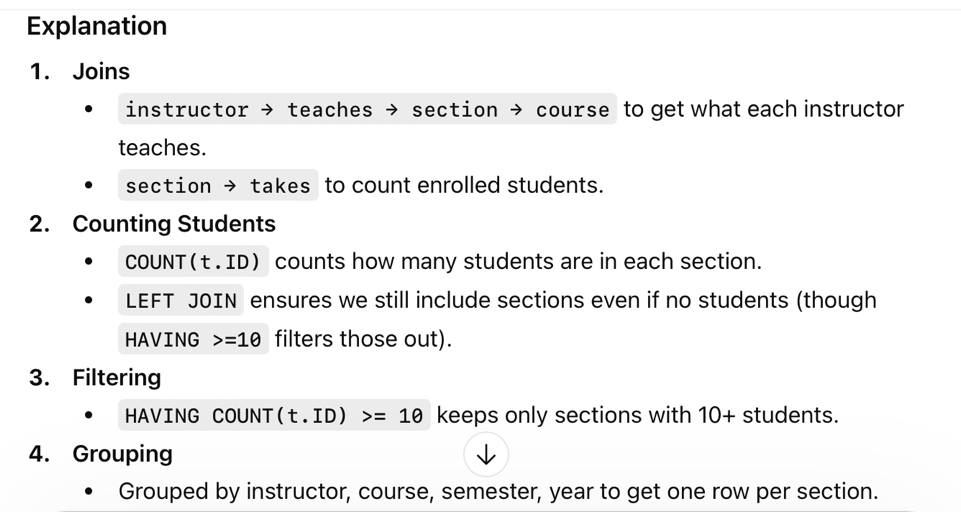 Explanation
1. Joins
• instructor → teaches → section → course to get what each instructor
teaches.
• section → takes to count enrolled students.
2. Counting Students
• COUNT(t.ID) counts how many students are in each section.
• LEFT JOIN ensures we still include sections even if no students (though
HAVING >=10 filters those out).
3. Filtering
• HAVING COUNT(t.ID) >= 10 keeps only sections with 10+ students.
4. Grouping
• Grouped by instructor, course, semester, year to get one row per section.